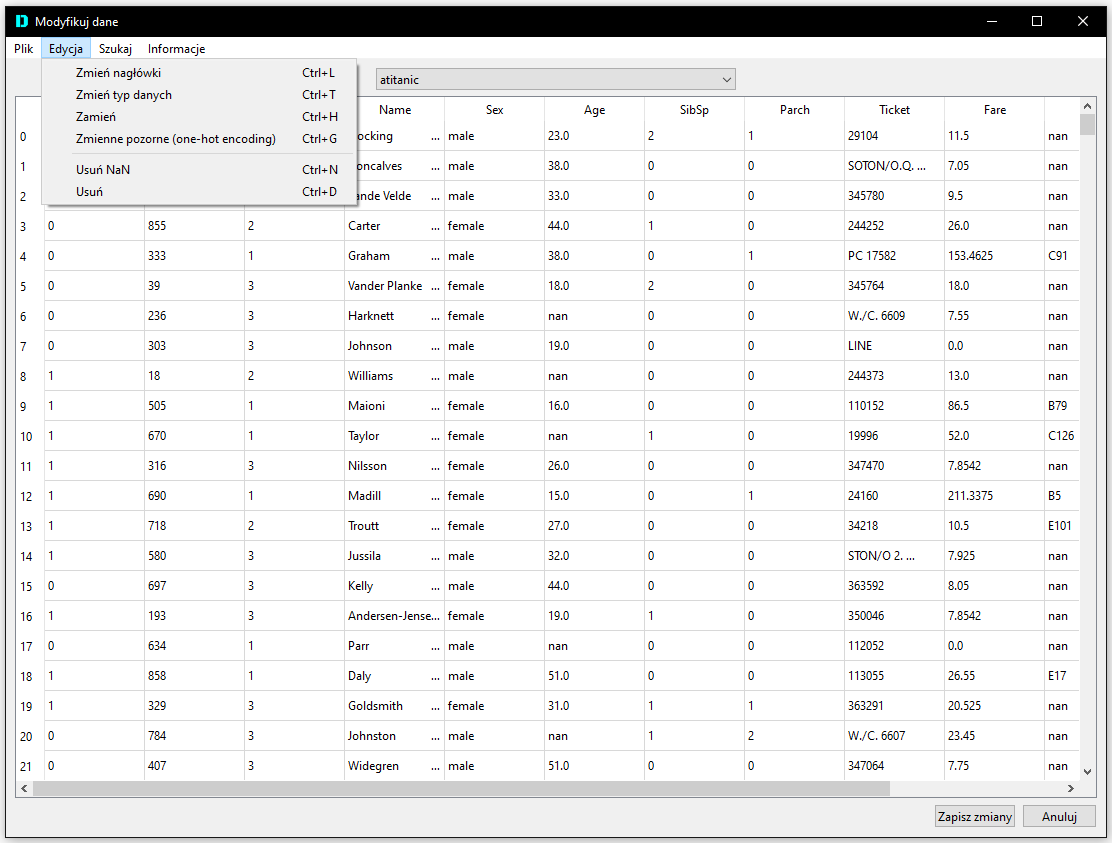 D Modyfikuj dane
Plik Edycja Szukaj Informacje
Zmień nagłówki Ctrl+L
Zmień typ danych Ctrl+T
Zamień Ctrl+H
Zmienne pozorne (one-hot encoding) Ctrl+G
Usuń NaN Ctrl+N
Usuń Ctrl+D
atitanic
Name Sex Age SibSp Parch Ticket Fare
0 ocking ... male 23.0 2 1 29104 11.5 nan
1 oncalves ... male 38.0 0 0 SOTON/O.Q. ... 7.05 nan
2 ande Velde ... male 33.0 0 0 345780 9.5 nan
3 0 855 2 Carter ... female 44.0 1 0 244252 26.0 nan
4 0 333 1 Graham ... male 38.0 0 1 PC 17582 153.4625 C91
5 0 39 3 Vander Planke ... female 18.0 2 0 345764 18.0 nan
6 0 236 3 Harknett ... female nan 0 0 W./C. 6609 7.55 nan
7 0 303 3 Johnson ... male 19.0 0 0 LINE 0.0 nan
8 1 18 2 Williams ... male nan 0 0 244373 13.0 nan
9 1 505 1 Maioni ... female 16.0 0 0 110152 86.5 B79
10 1 670 1 Taylor ... female nan 1 0 19996 52.0 C126
11 1 316 3 Nilsson ... female 26.0 0 0 347470 7.8542 nan
12 1 690 1 Madill ... female 15.0 0 1 24160 211.3375 B5
13 1 718 2 Troutt ... female 27.0 0 0 34218 10.5 E101
14 1 580 3 Jussila ... male 32.0 0 0 STON/O 2. ... 7.925 nan
15 0 697 3 Kelly ... male 44.0 0 0 363592 8.05 nan
16 1 193 3 Andersen-Jense... female 19.0 1 0 350046 7.8542 nan
17 0 634 1 Parr ... male nan 0 0 112052 0.0 nan
18 1 858 1 Daly ... male 51.0 0 0 113055 26.55 E17
19 1 329 3 Goldsmith ... female 31.0 1 1 363291 20.525 nan
20 0 784 3 Johnston ... male nan 1 2 W./C. 6607 23.45 nan
21 0 407 3 Widegren ... male 51.0 0 0 347064 7.75 nan
Zapisz zmiany Anuluj